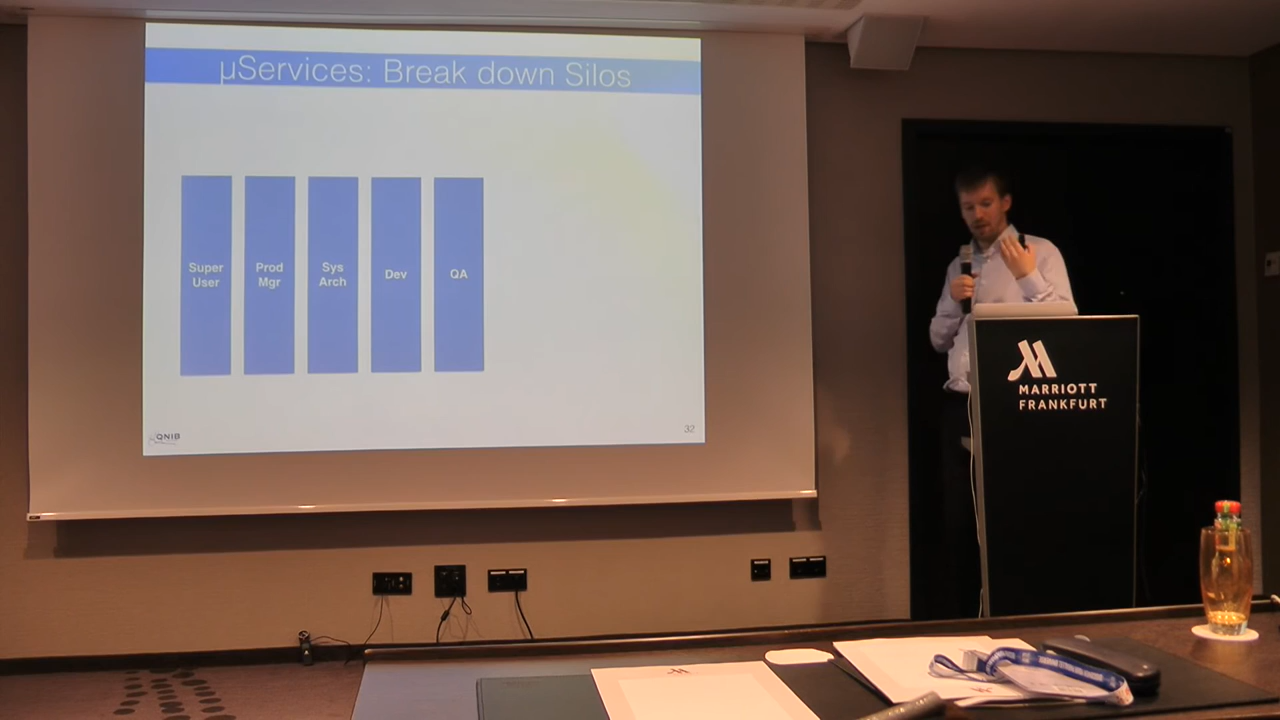 µServices: Break down Silos
Super
User
Prod
Mgr
Sys
Arch
Dev
QA
QNIB
32
MARRIOTT
FRANKFURT